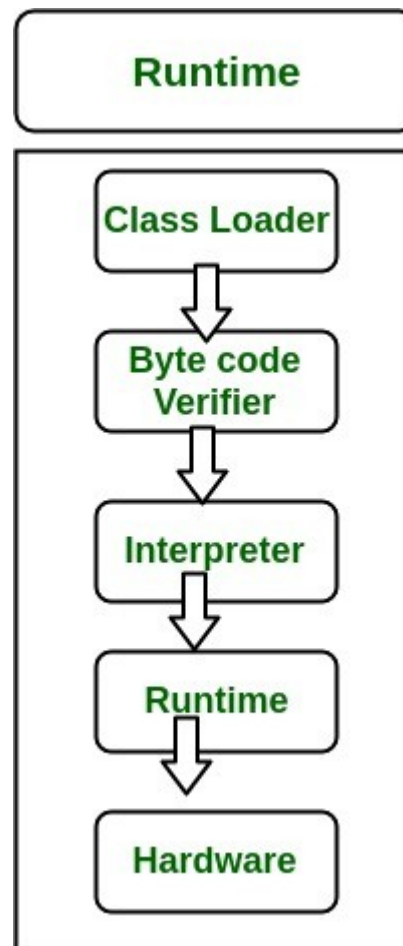 Runtime
Class Loader
Byte code
Verifier
Interpreter
Runtime
Hardware